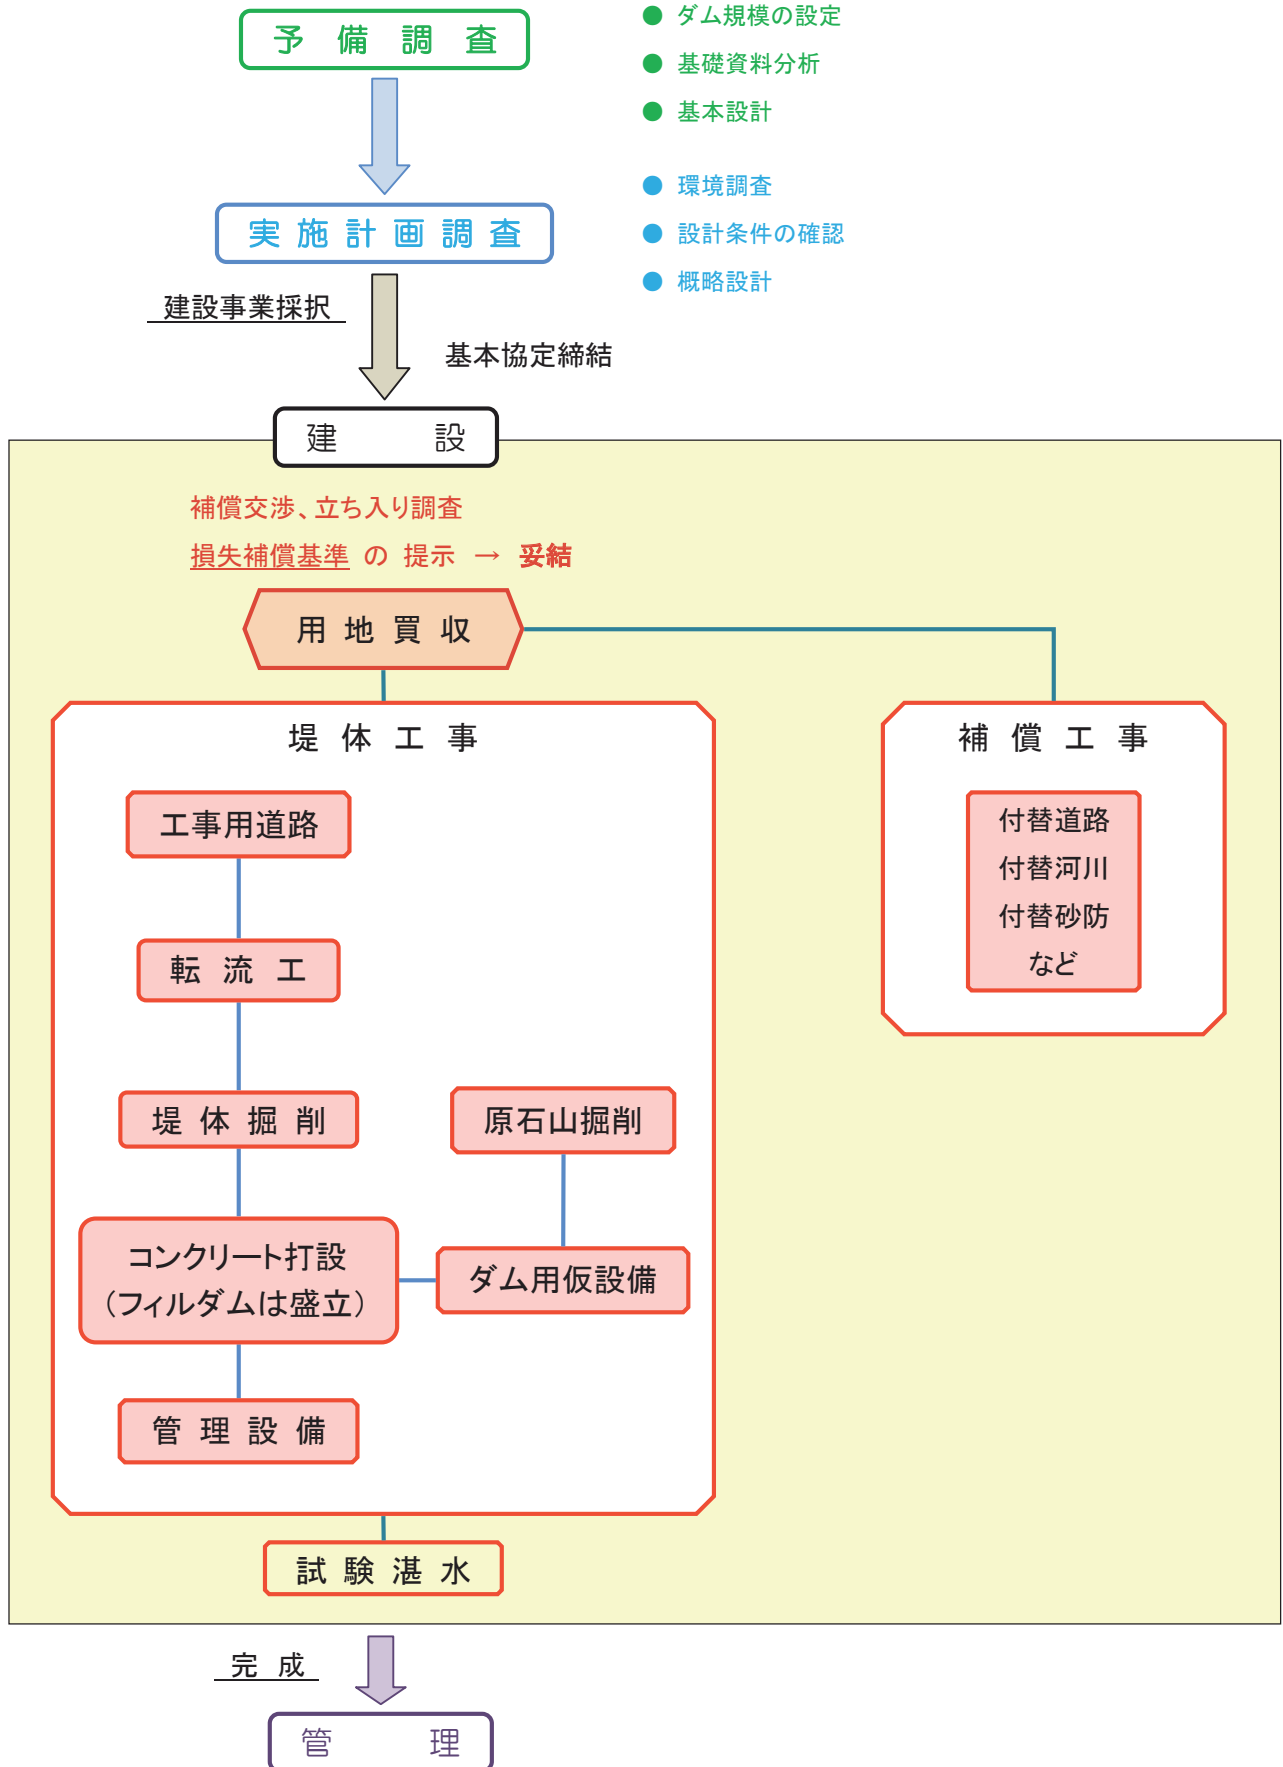 予備調査
● ダム規模の設定
● 基礎資料分析
● 基本設計
実施計画調査
● 環境調査
● 設計条件の確認
● 概略設計
建設事業採択
基本協定締結
建設
補償交渉、立ち入り調査
損失補償基準 の 提示 → 妥結
用地買収
堤体工事
工事用道路
転流工
堤体掘削
原石山掘削
コンクリート打設
（フィルダムは盛立）
ダム用仮設備
管理設備
補償工事
付替道路
付替河川
付替砂防
など
試験湛水
完成
管理